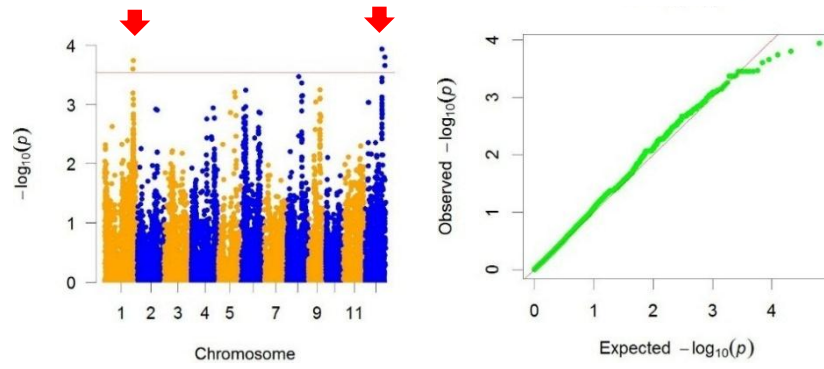 4
3
2
1
0
−log₁₀(p)
1 2 3 4 5 7 9 11
Chromosome
4
3
2
1
0
Observed −log₁₀(p)
0 1 2 3 4
Expected −log₁₀(p)